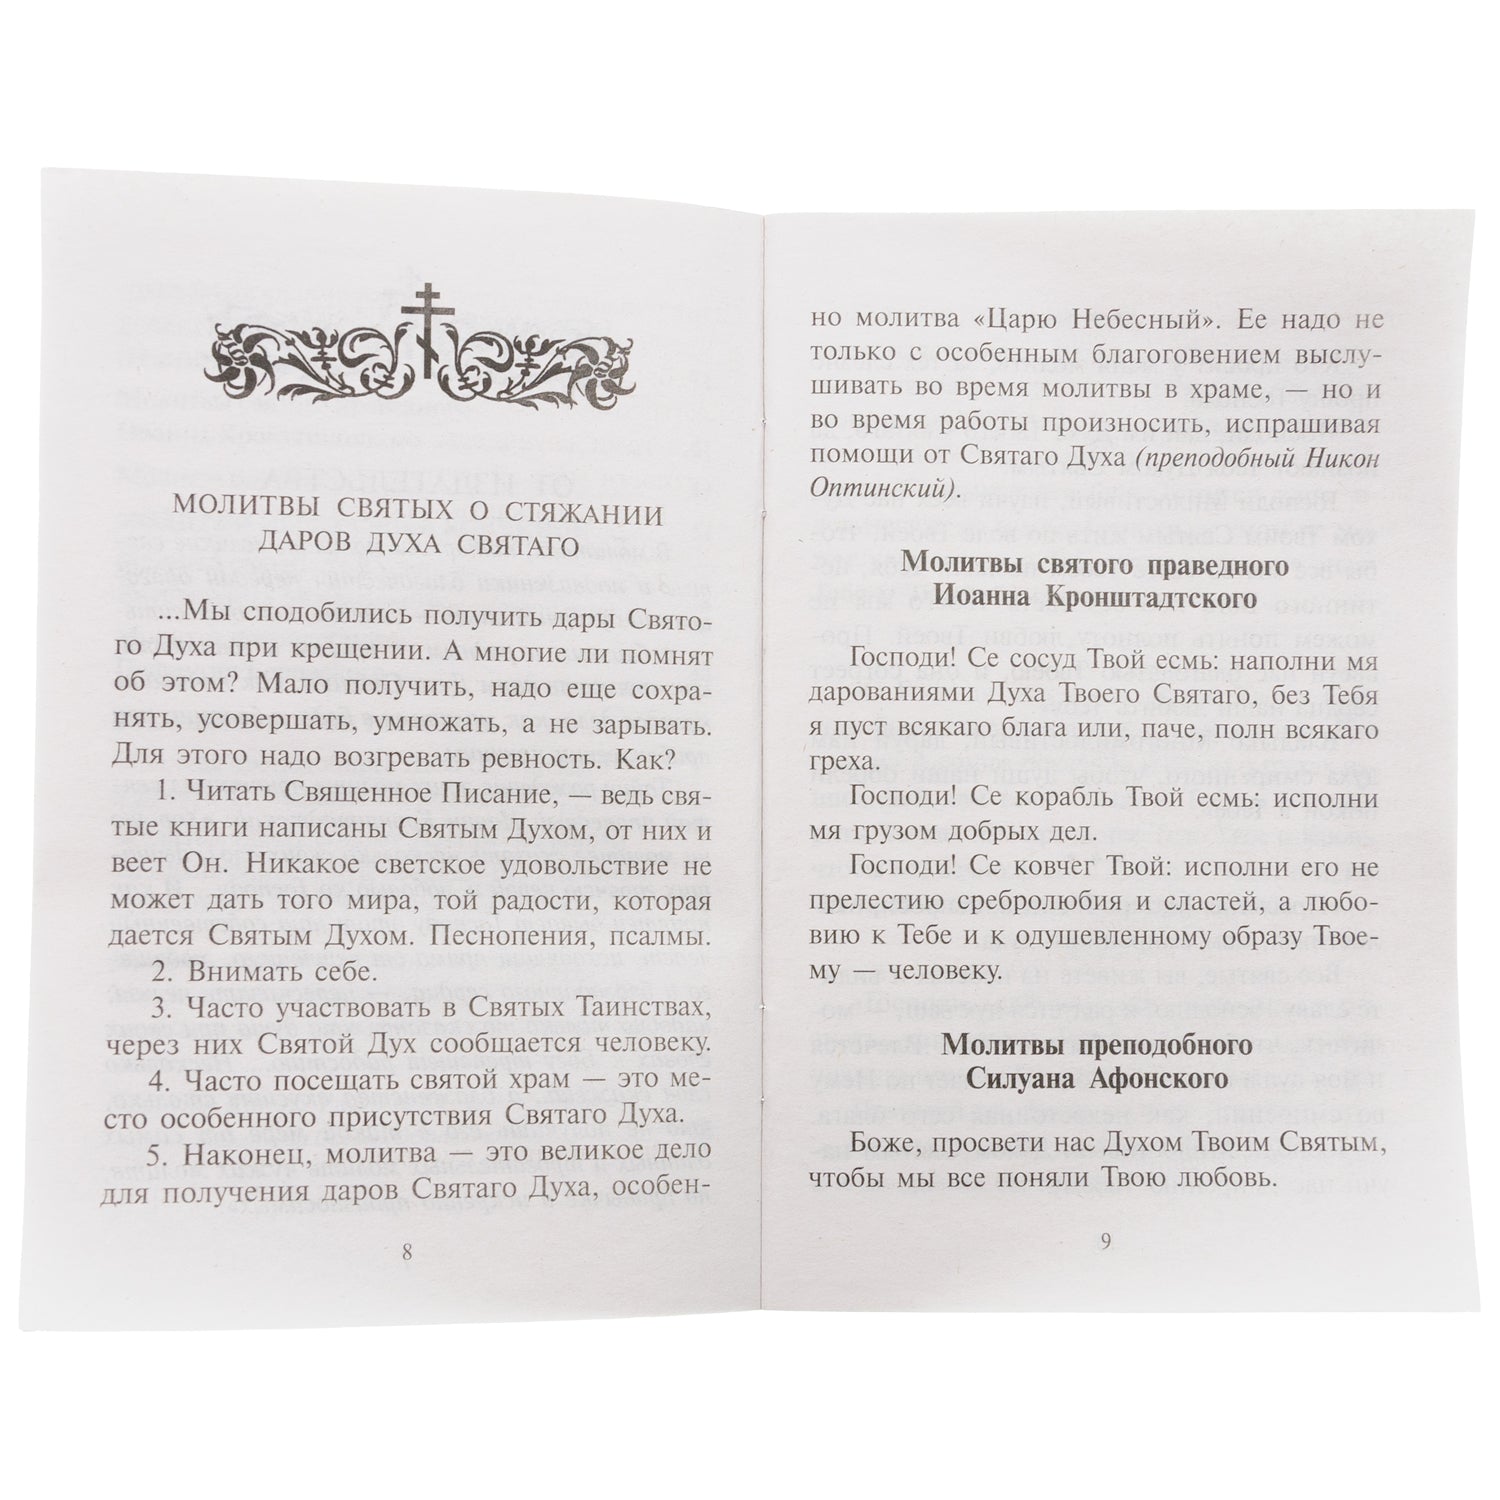 МОЛИТВЫ СВЯТЫХ О СТЯЖАНИИ
ДАРОВ ДУХА СВЯТАГО
...Мы сподобились получить дары Свято-
го Духа при крещении. А многие ли помнят
об этом? Мало получить, надо еще сохра-
нять, усовершать, умножать, а не зарывать.
Для этого надо возгревать ревность. Как?
1. Читать Священное Писание, — ведь свя-
тые книги написаны Святым Духом, от них и
веет Он. Никакое светское удовольствие не
может дать того мира, той радости, которая
дается Святым Духом. Песнопения, псалмы.
2. Внимать себе.
3. Часто участвовать в Святых Таинствах,
через них Святой Дух сообщается человеку.
4. Часто посещать святой храм — это ме-
сто особенного присутствия Святаго Духа.
5. Наконец, молитва — это великое дело
для получения даров Святаго Духа, особен-
8
но молитва «Царю Небесный». Ее надо не
только с особенным благоговением выслу-
шивать во время молитвы в храме, — но и
во время работы произносить, испрашивая
помощи от Святаго Духа (преподобный Никон
Оптинский).
Молитвы святого праведного
Иоанна Кронштадтского
Господи! Се сосуд Твой есмь: наполни мя
дарованиями Духа Твоего Святаго, без Тебя
я пуст всякаго блага или, паче, полн всякаго
греха.
Господи! Се корабль Твой есмь: исполни
мя грузом добрых дел.
Господи! Се ковчег Твой: исполни его не
прелестию сребролюбия и сластей, а любо-
вию к Тебе и к одушевленному образу Твое-
му — человеку.
Молитвы преподобного
Силуана Афонского
Боже, просвети нас Духом Твоим Святым,
чтобы мы все поняли Твою любовь.
9